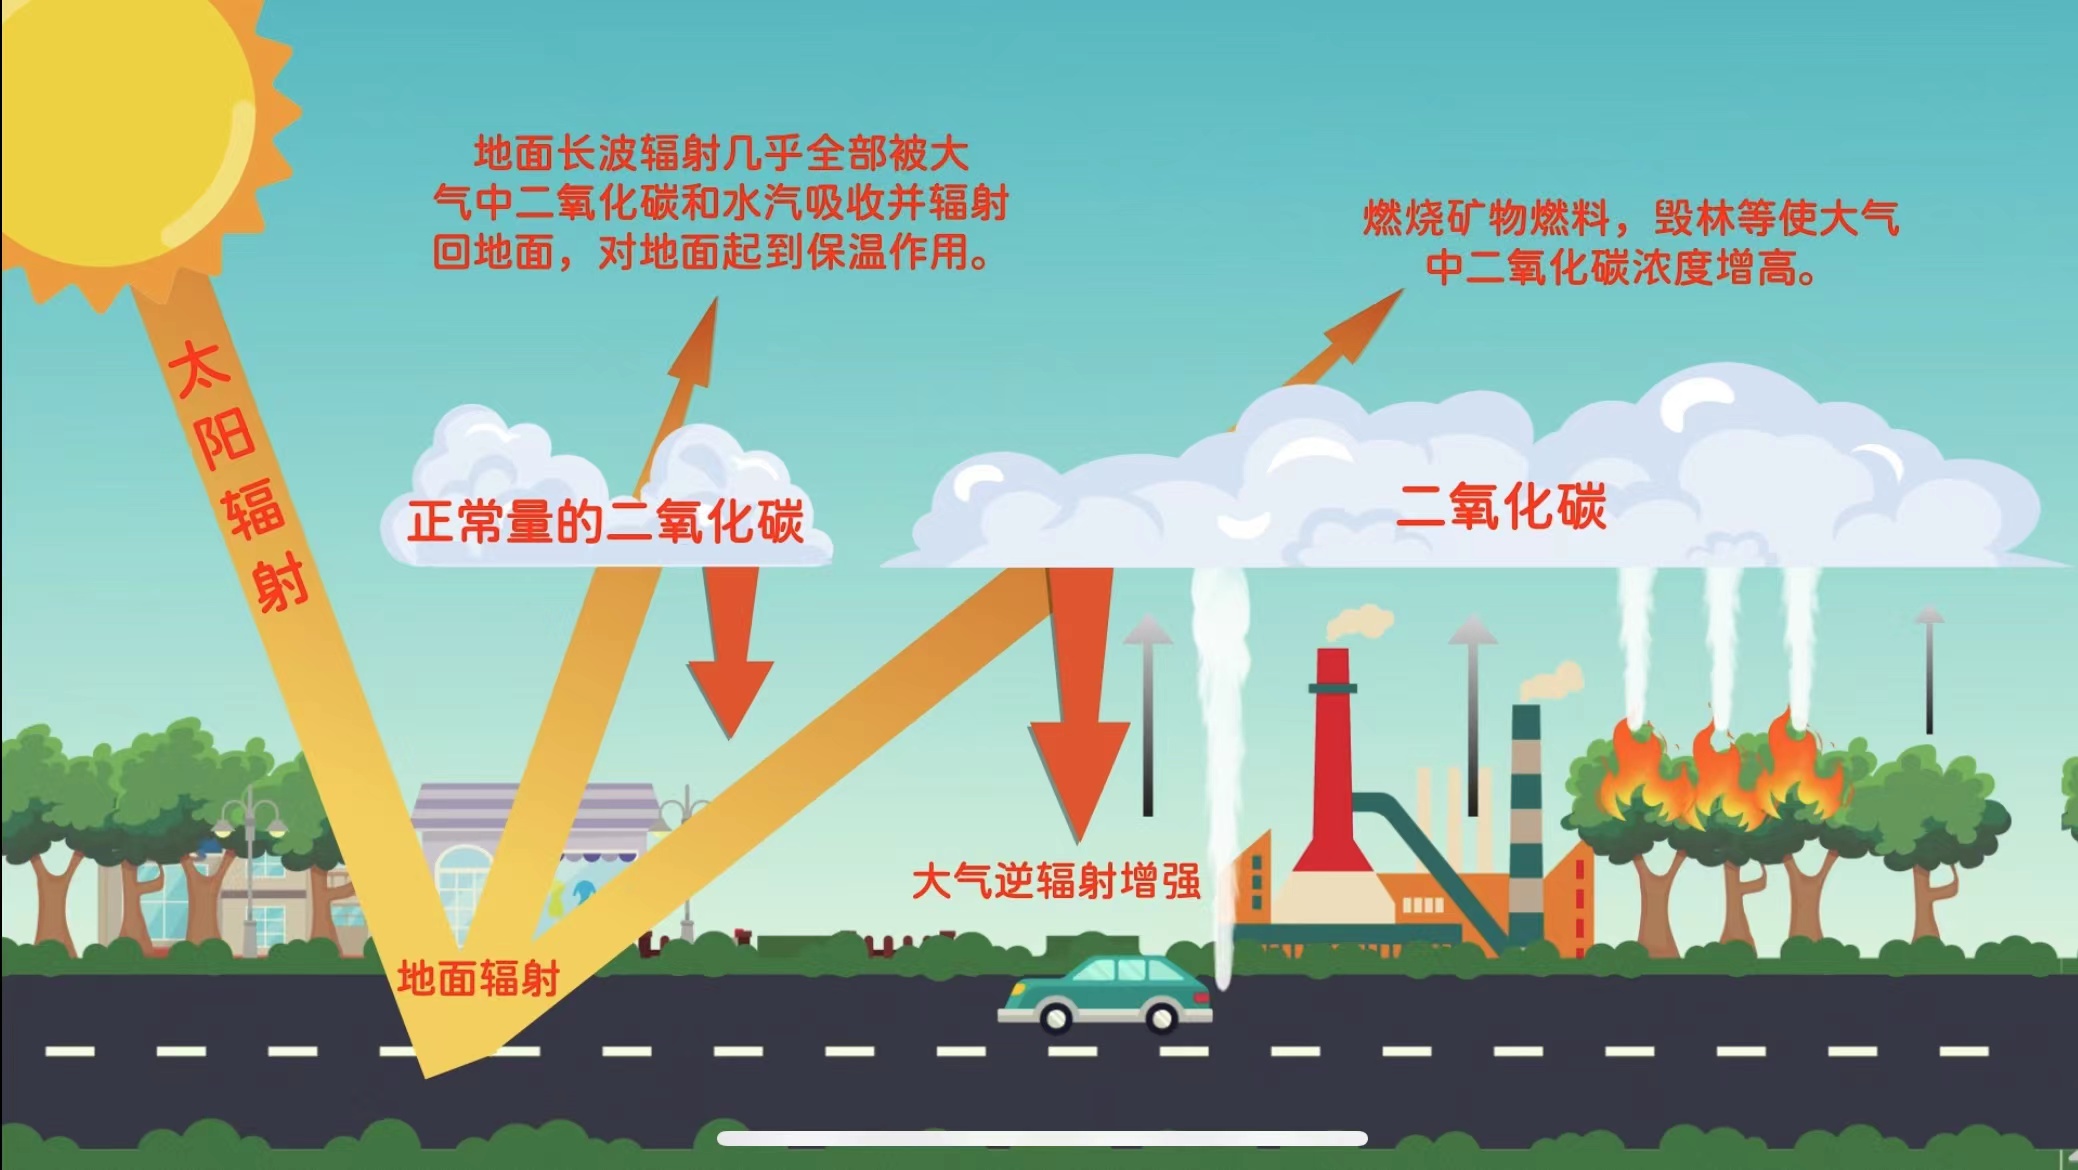 地面长波辐射几乎全部被大
气中二氧化碳和水汽吸收并辐射
回地面，对地面起到保温作用。
燃烧矿物燃料，毁林等使大气
中二氧化碳浓度增高。
太阳辐射
正常量的二氧化碳
二氧化碳
大气逆辐射增强
地面辐射